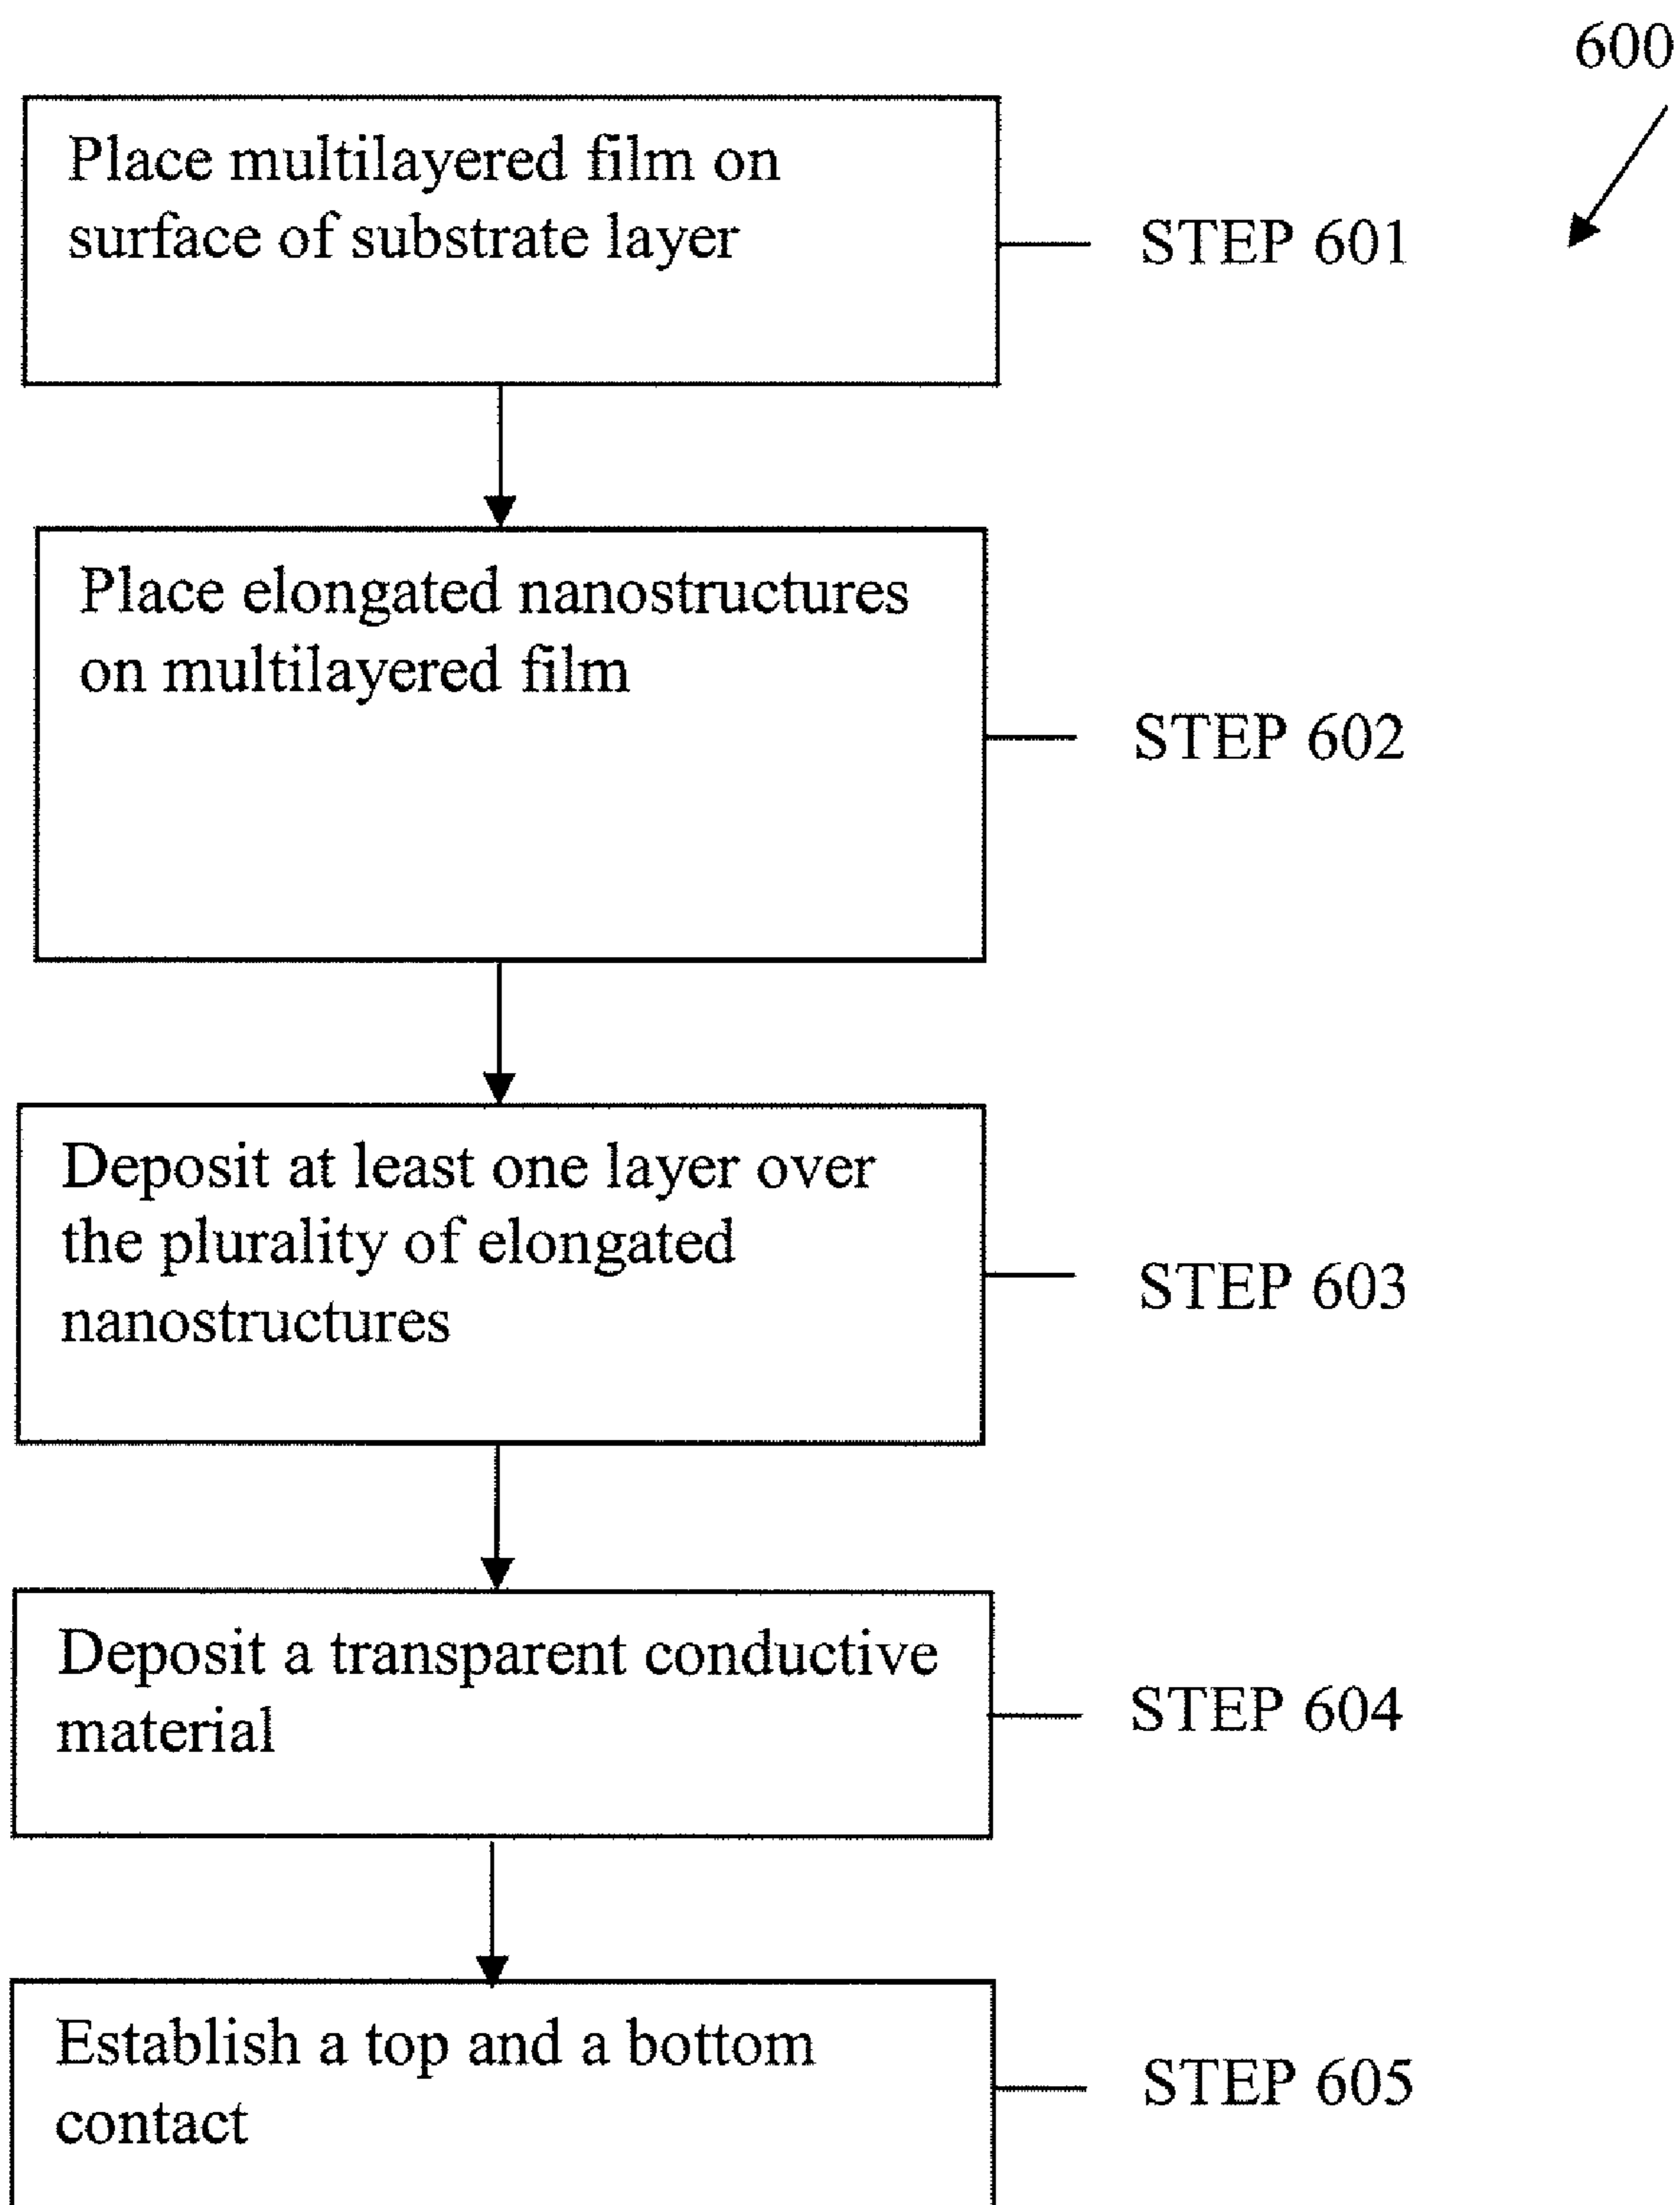 600
Place multilayered film on
surface of substrate layer
STEP 601
Place elongated nanostructures
on multilayered film
STEP 602
Deposit at least one layer over
the plurality of elongated
nanostructures
STEP 603
Deposit a transparent conductive
material
STEP 604
Establish a top and a bottom
contact
STEP 605